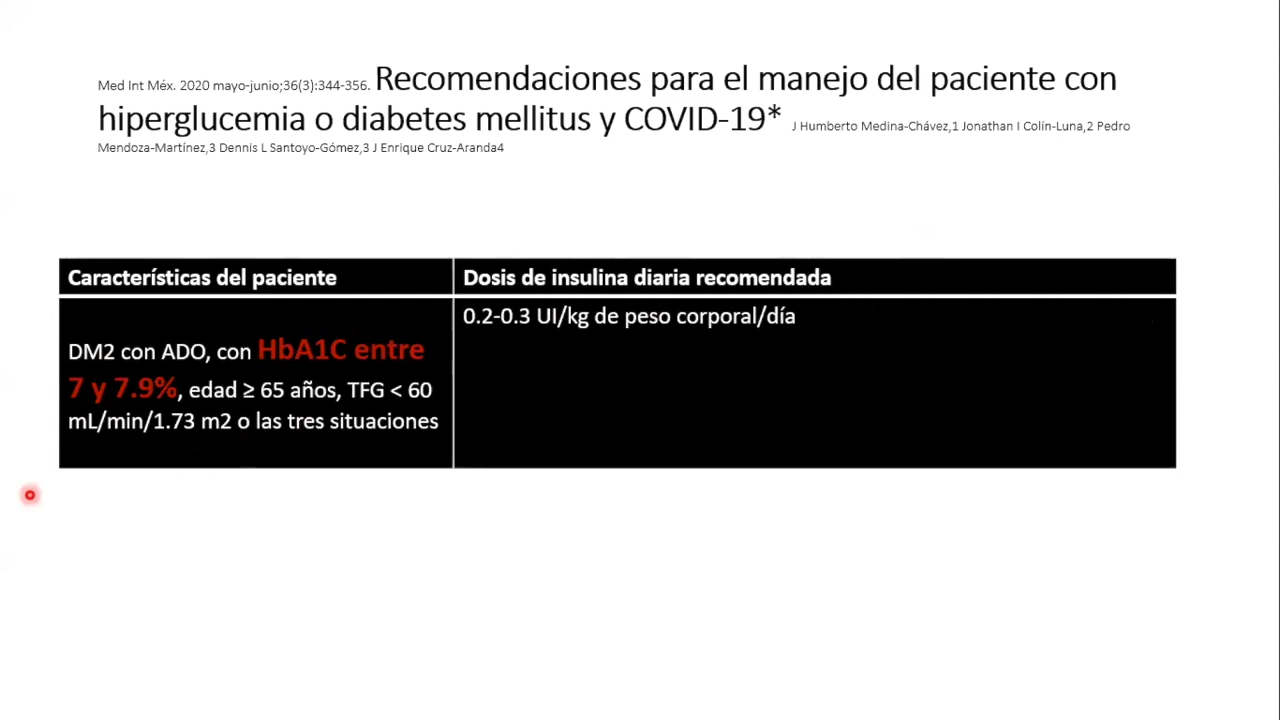 Med Int Méx. 2020 mayo-junio;36(3):344-356. Recomendaciones para el manejo del paciente con
hiperglucemia o diabetes mellitus y COVID-19* J Humberto Medina-Chávez,1 Jonathan I Colín-Luna,2 Pedro
Mendoza-Martínez,3 Dennis L Santoyo-Gómez,3 J Enrique Cruz-Aranda4
Características del paciente
Dosis de insulina diaria recomendada
DM2 con ADO, con HbA1C entre
7 y 7.9%, edad ≥ 65 años, TFG < 60
mL/min/1.73 m2 o las tres situaciones
0.2-0.3 UI/kg de peso corporal/día